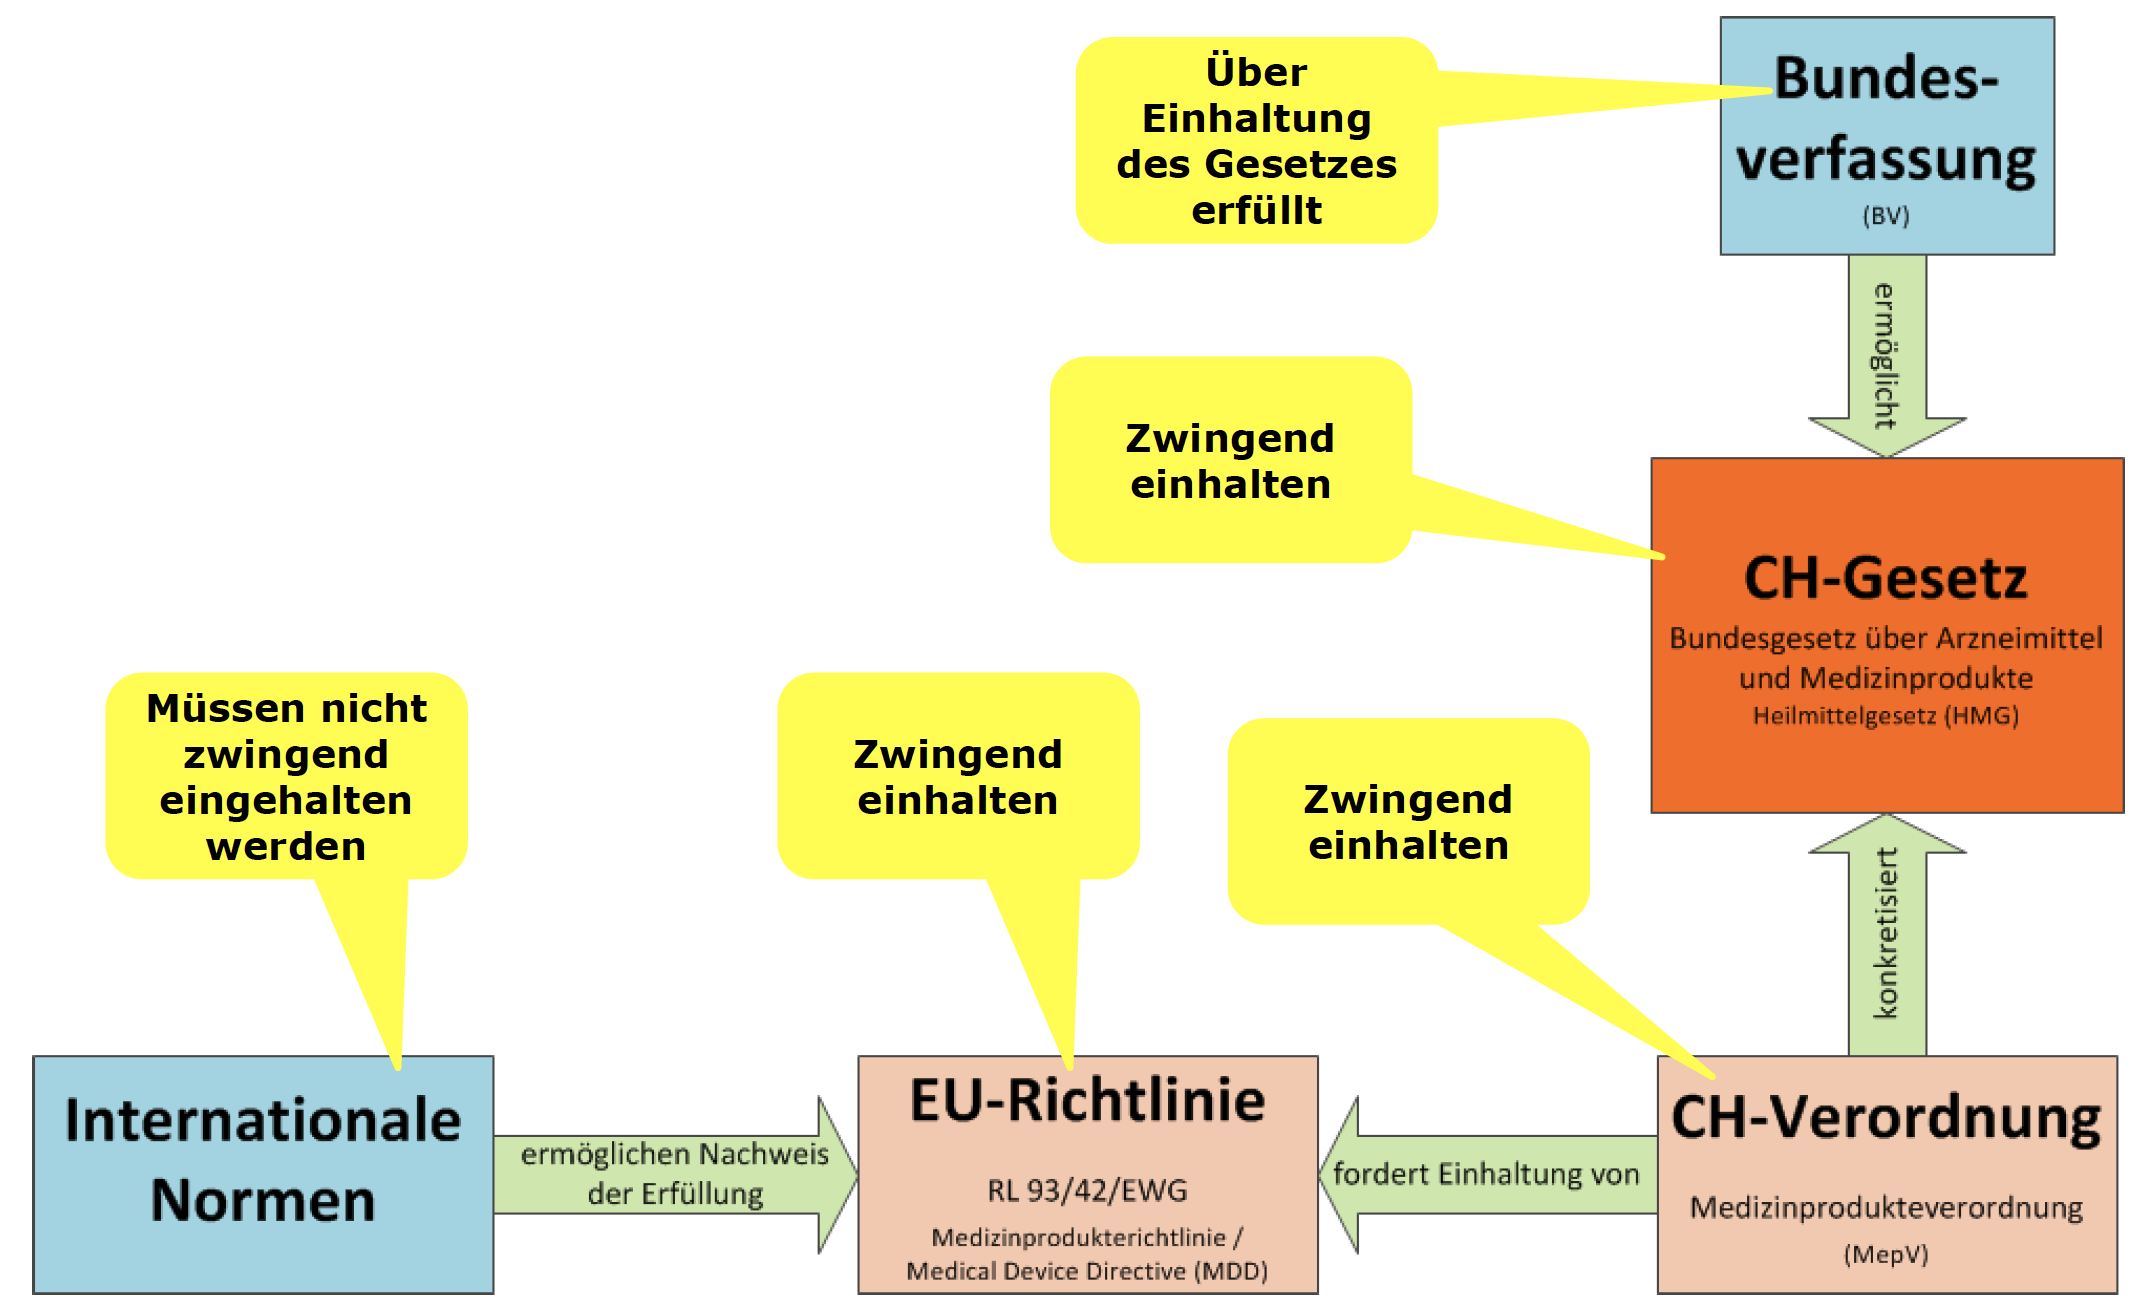 Über
Einhaltung
des Gesetzes
erfüllt
Bundes-
verfassung
(BV)
ermöglicht
Zwingend
einhalten
CH-Gesetz
Bundesgesetz über Arzneimittel
und Medizinprodukte
Heilmittelgesetz (HMG)
Müssen nicht
zwingend
eingehalten
werden
Zwingend
einhalten
Zwingend
einhalten
konkretisiert
Internationale
Normen
ermöglichen Nachweis
der Erfüllung
EU-Richtlinie
RL 93/42/EWG
Medizinprodukterichtlinie /
Medical Device Directive (MDD)
fordert Einhaltung von
CH-Verordnung
Medizinprodukteverordnung
(MepV)